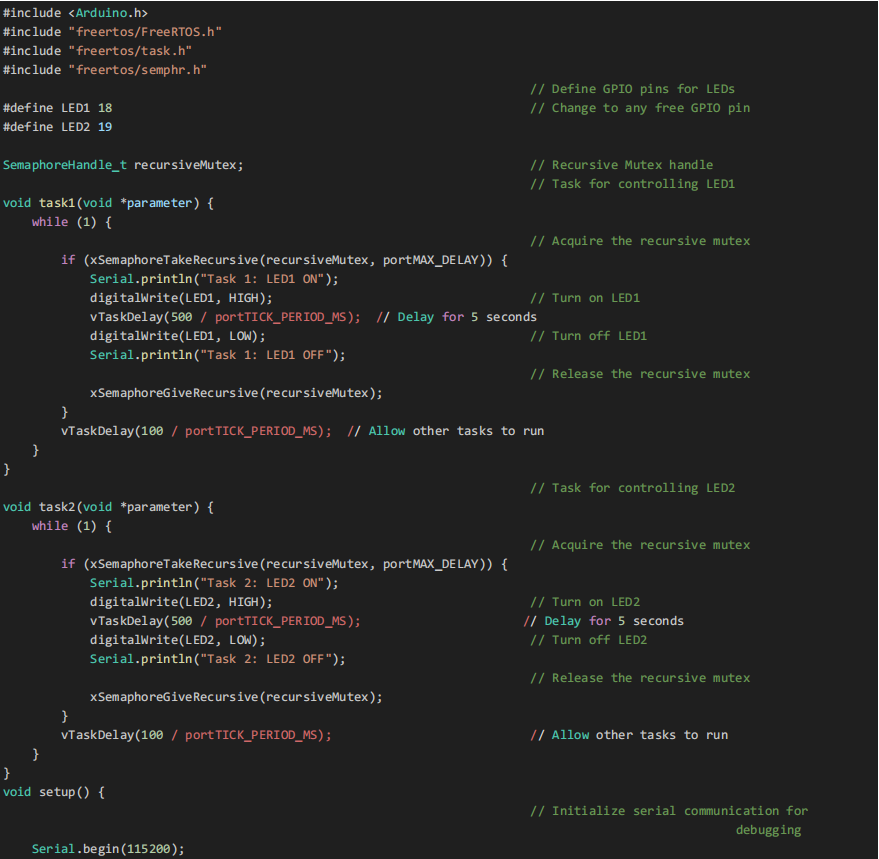 #include <Arduino.h>
#include "freertos/FreeRTOS.h"
#include "freertos/task.h"
#include "freertos/semphr.h"
// Define GPIO pins for LEDs
#define LED1 18 // Change to any free GPIO pin
#define LED2 19
SemaphoreHandle_t recursiveMutex; // Recursive Mutex handle
// Task for controlling LED1
void task1(void *parameter) {
while (1) {
// Acquire the recursive mutex
if (xSemaphoreTakeRecursive(recursiveMutex, portMAX_DELAY)) {
Serial.println("Task 1: LED1 ON");
digitalWrite(LED1, HIGH); // Turn on LED1
vTaskDelay(500 / portTICK_PERIOD_MS); // Delay for 5 seconds
digitalWrite(LED1, LOW); // Turn off LED1
Serial.println("Task 1: LED1 OFF");
// Release the recursive mutex
xSemaphoreGiveRecursive(recursiveMutex);
}
vTaskDelay(100 / portTICK_PERIOD_MS); // Allow other tasks to run
}
}
// Task for controlling LED2
void task2(void *parameter) {
while (1) {
// Acquire the recursive mutex
if (xSemaphoreTakeRecursive(recursiveMutex, portMAX_DELAY)) {
Serial.println("Task 2: LED2 ON");
digitalWrite(LED2, HIGH); // Turn on LED2
vTaskDelay(500 / portTICK_PERIOD_MS); // Delay for 5 seconds
digitalWrite(LED2, LOW); // Turn off LED2
Serial.println("Task 2: LED2 OFF");
// Release the recursive mutex
xSemaphoreGiveRecursive(recursiveMutex);
}
vTaskDelay(100 / portTICK_PERIOD_MS); // Allow other tasks to run
}
}
void setup() {
// Initialize serial communication for
debugging
Serial.begin(115200);